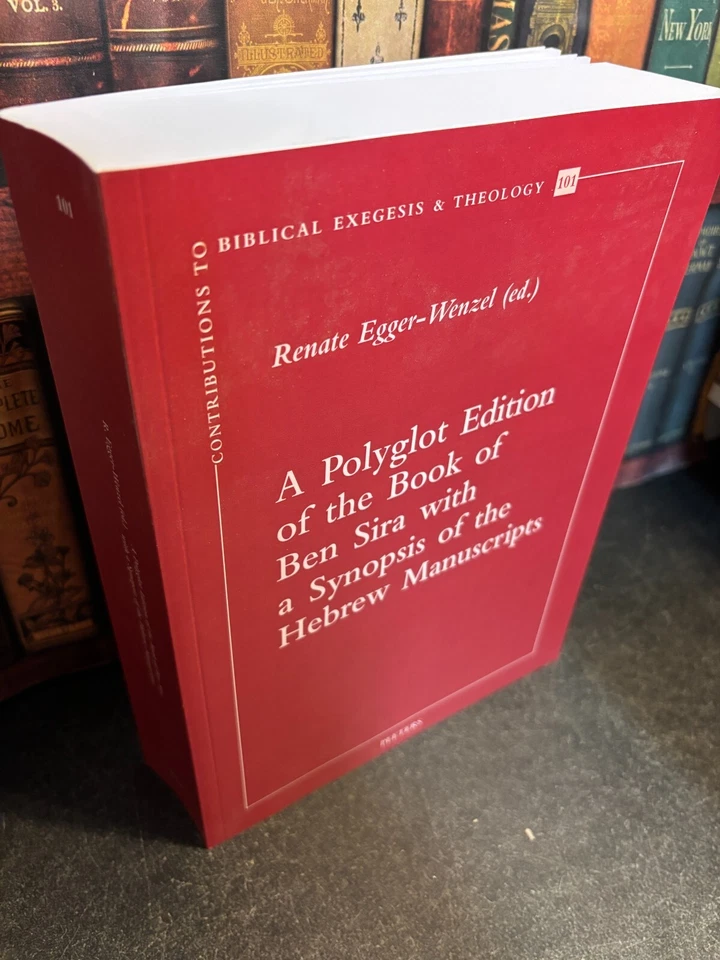 VOL. 3.
ILLUSTRATED
NEW YORK
101
CONTRIBUTIONS TO
BIBLICAL EXEGESIS & THEOLOGY 101
Renate Egger-Wenzel (ed.)
A Polyglot Edition
of the Book of
Ben Sira with
a Synopsis of the
Hebrew Manuscripts